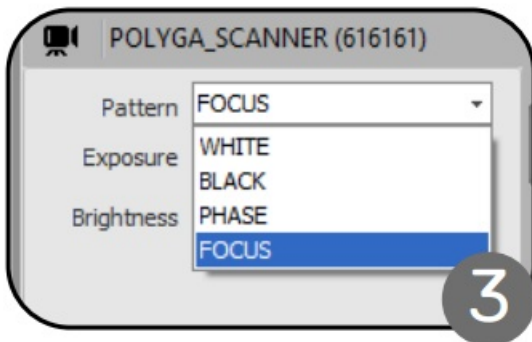 POLYGA_SCANNER (616161)
Pattern FOCUS
WHITE
Exposure
BLACK
PHASE
Brightness
FOCUS
3